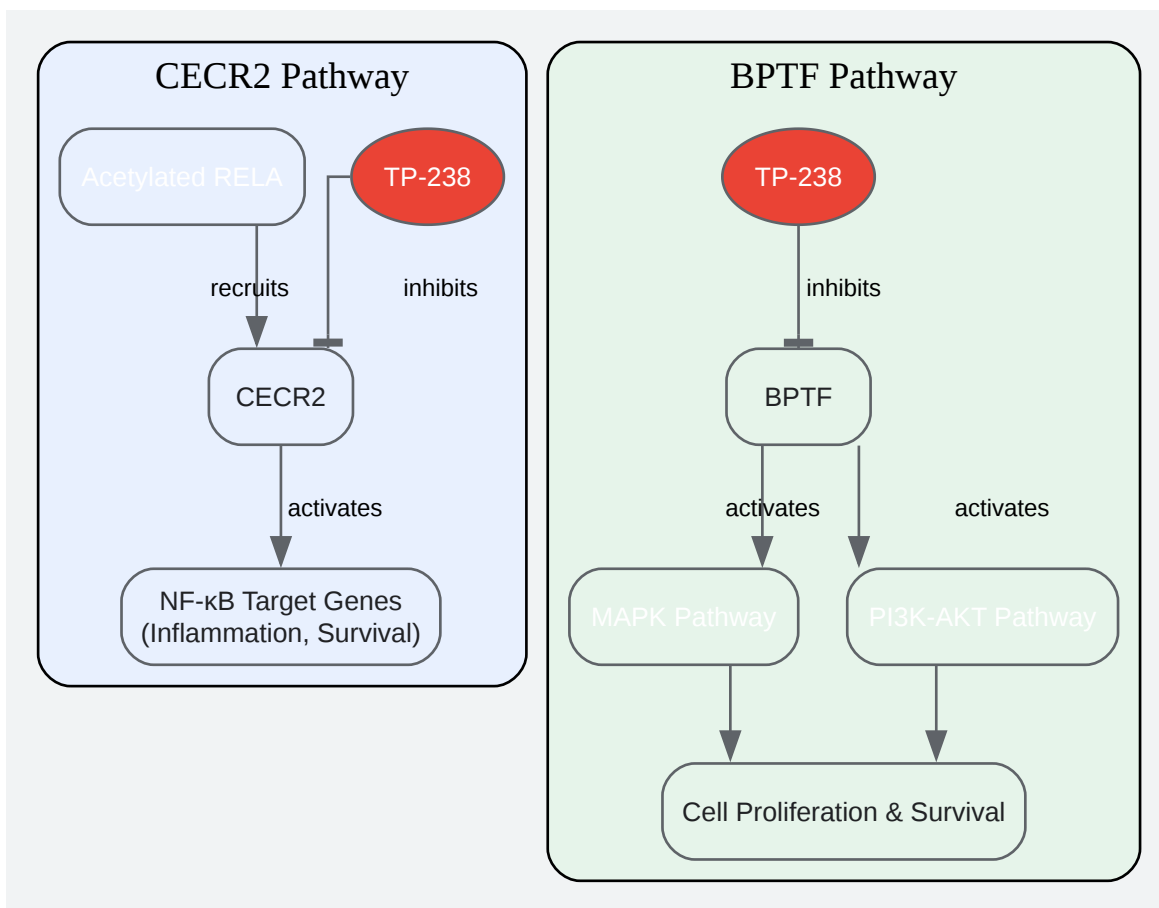 CECR2 Pathway
Acetylated RELA
TP-238
recruits
inhibits
CECR2
activates
NF-κB Target Genes
(Inflammation, Survival)
BPTF Pathway
TP-238
inhibits
BPTF
activates
activates
MAPK Pathway
PI3K-AKT Pathway
Cell Proliferation & Survival